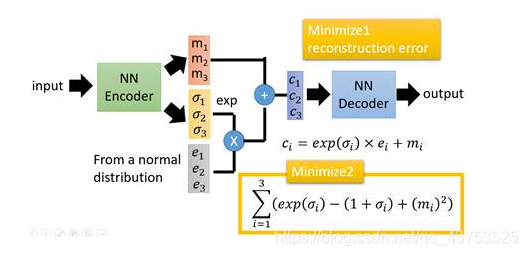 Minimize1
reconstruction error
input
NN
Encoder
m₁
m₂
m₃
σ₁
σ₂
σ₃
exp
From a normal
distribution
e₁
e₂
e₃
+
X
c₁
c₂
c₃
NN
Decoder
output
cᵢ = exp(σᵢ) × eᵢ + mᵢ
Minimize2
3
∑ (exp(σᵢ) − (1 + σᵢ) + (mᵢ)²)
i=1
https://blog.csdn.net/qq_43753525